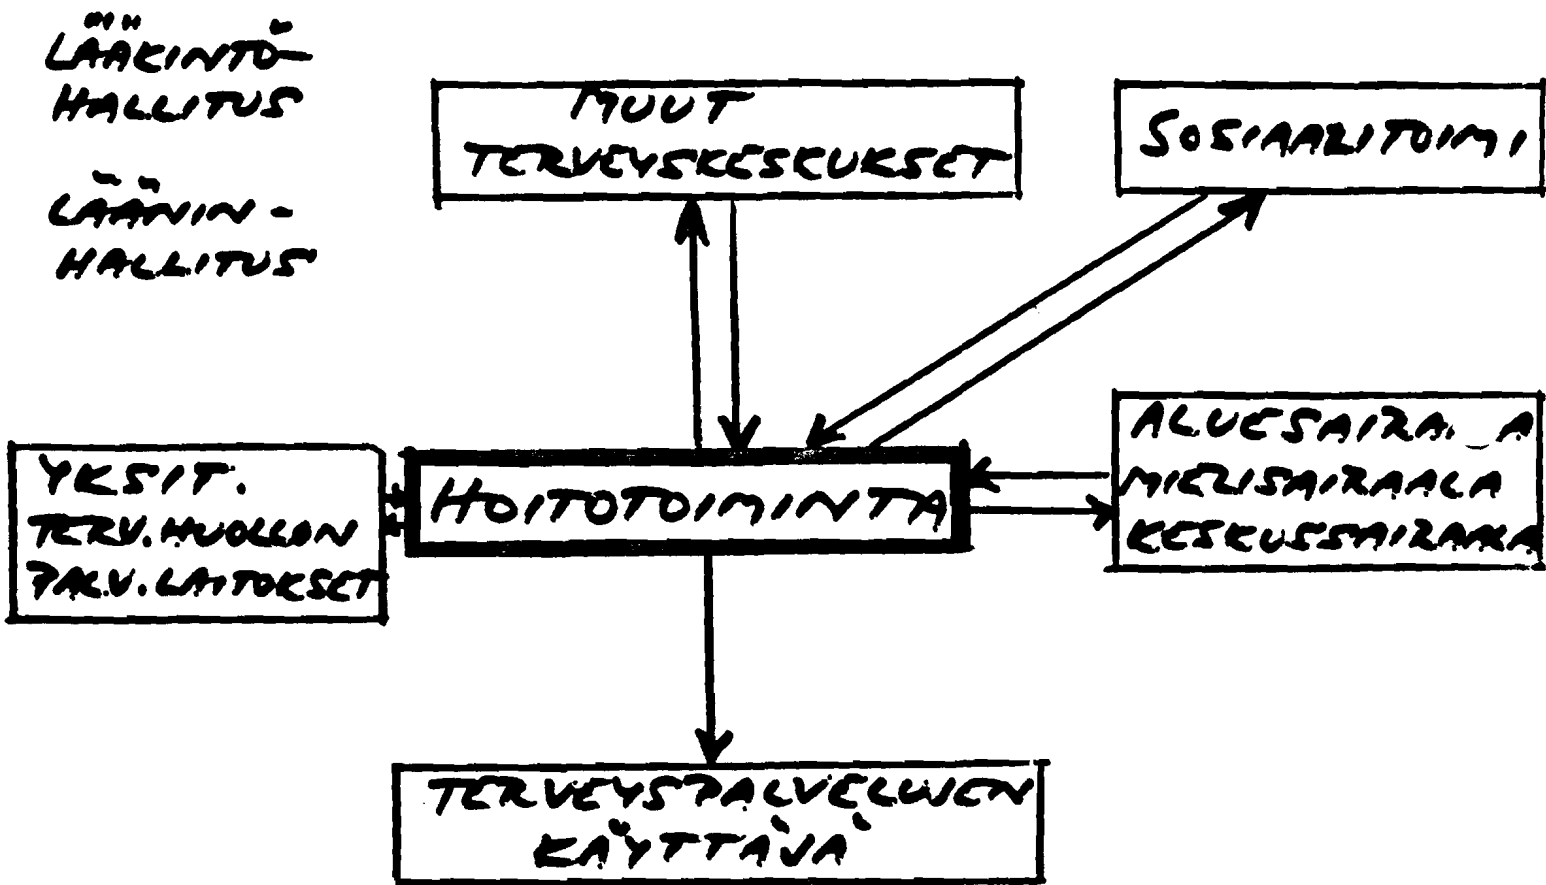 LÄÄKINTÖ-
HALLITUS
LÄÄNIN-
HALLITUS
MUUT
TERVEYSKESKUKSET
SOSIAALITOIMI
YKSIT.
TERV.HUOLLON
PALV.LAITOKSET
HOITOTOIMINTA
ALUESAIRAALA
MIELISAIRAALA
KESKUSSAIRAALA
TERVEYSPALVELUJEN
KÄYTTÄJÄ